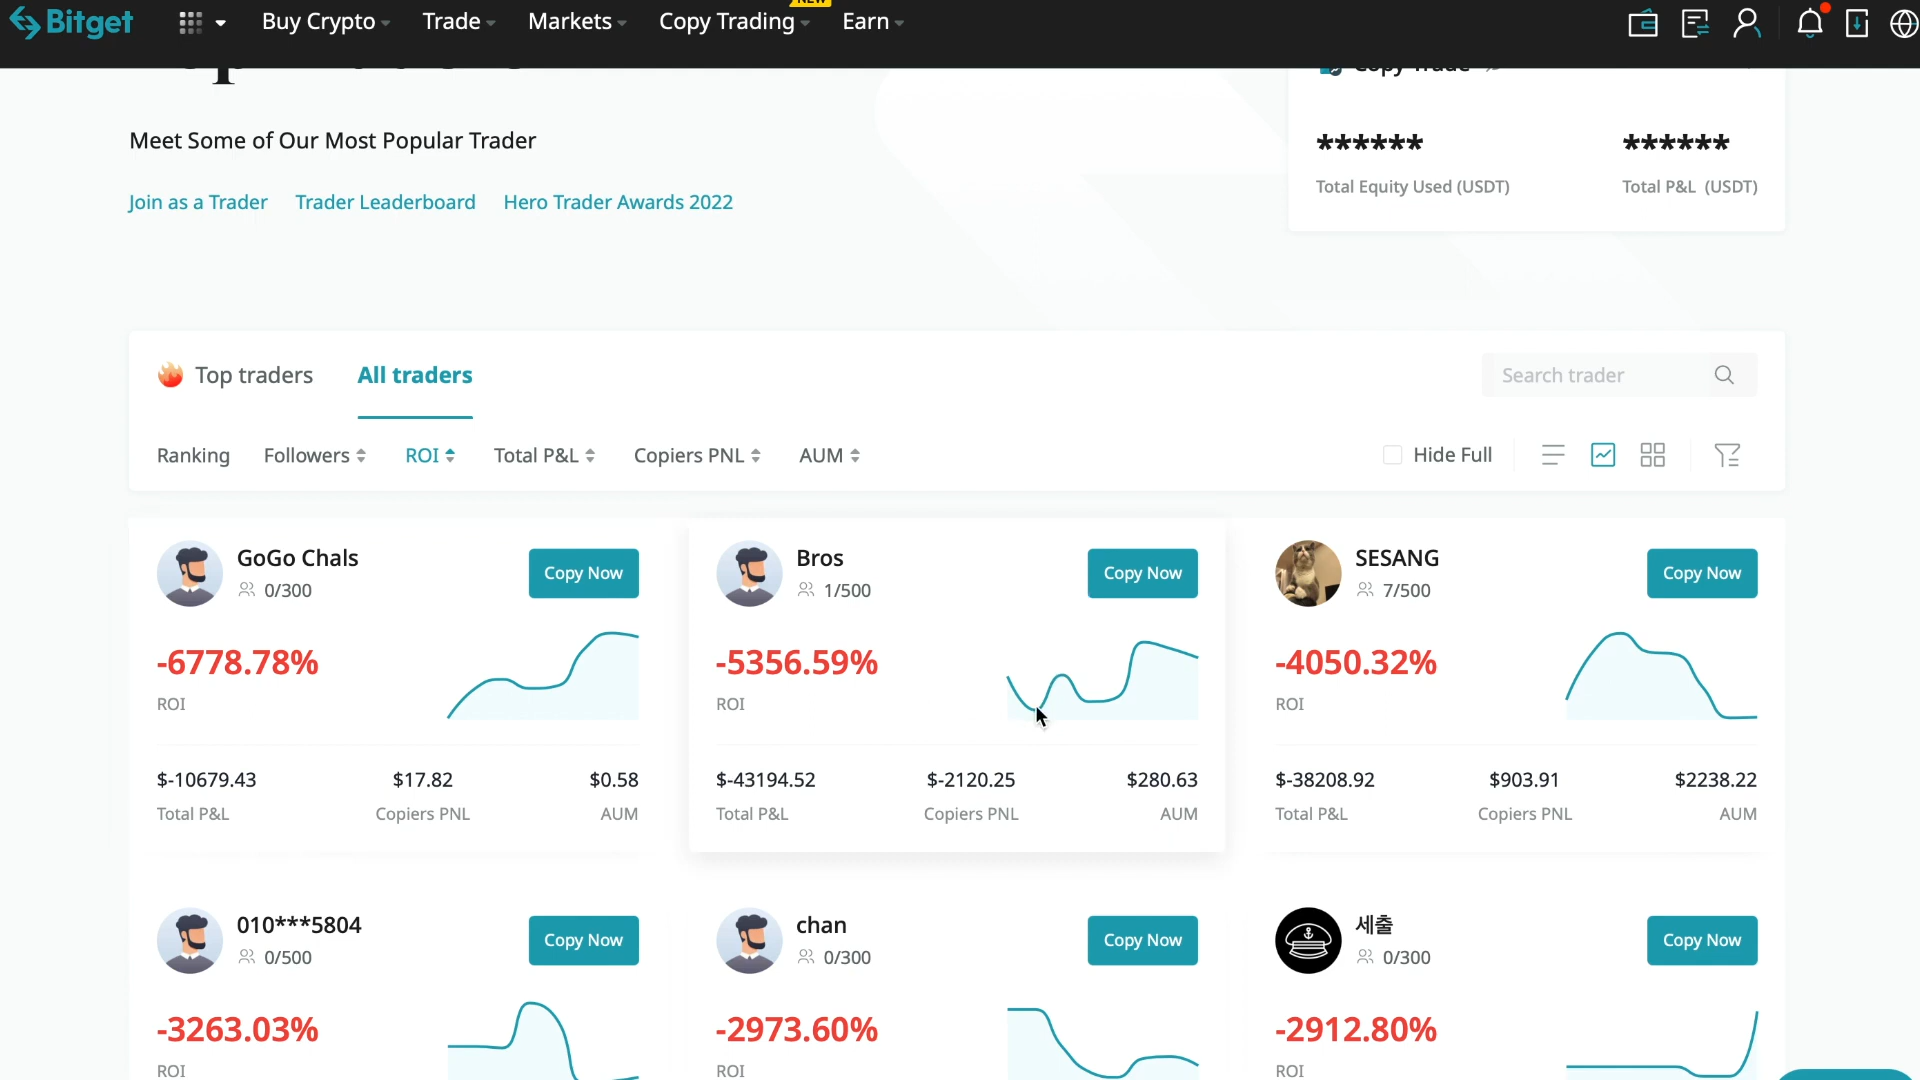 Bitget
Buy Crypto
Trade
Markets
Copy Trading
NEW
Earn
Copy Trade
Meet Some of Our Most Popular Trader
Join as a Trader
Trader Leaderboard
Hero Trader Awards 2022
****** ******
Total Equity Used (USDT) Total P&L (USDT)
Top traders All traders
Search trader
Ranking Followers ROI Total P&L Copiers PNL AUM Hide Full
GoGo Chals
0/300
Copy Now
-6778.78%
ROI
$-10679.43 $17.82 $0.58
Total P&L Copiers PNL AUM
Bros
1/500
Copy Now
-5356.59%
ROI
$-43194.52 $-2120.25 $280.63
Total P&L Copiers PNL AUM
SESANG
7/500
Copy Now
-4050.32%
ROI
$-38208.92 $903.91 $2238.22
Total P&L Copiers PNL AUM
010***5804
0/500
Copy Now
-3263.03%
ROI
chan
0/300
Copy Now
-2973.60%
ROI
세출
0/300
Copy Now
-2912.80%
ROI